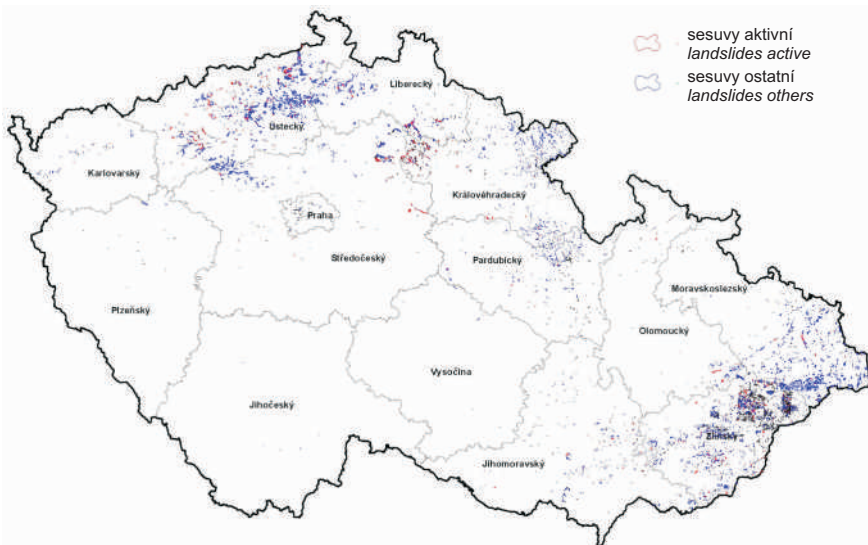 sesuvy aktivní
landslides active
sesuvy ostatní
landslides others
Liberecký
Ústecký
Karlovarský
Královéhradecký
Praha
Středočeský
Pardubický
Moravskoslezský
Plzeňský
Olomoucký
Vysočina
Jihočeský
Zlínský
Jihomoravský